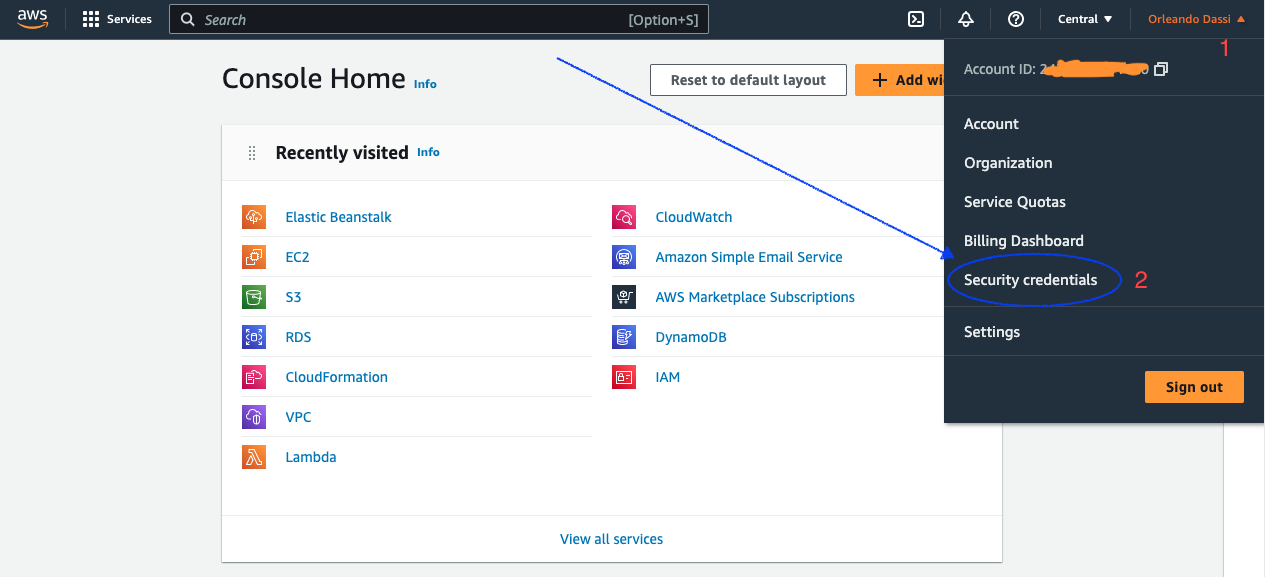 aws Services Search [Option+S] Central Orleando Dassi
1
Console Home Info Reset to default layout Add
Account ID:
Account
Organization
Service Quotas
Billing Dashboard
Security credentials 2
Settings
Sign out
Recently visited Info
Elastic Beanstalk
EC2
S3
RDS
CloudFormation
VPC
Lambda
CloudWatch
Amazon Simple Email Service
AWS Marketplace Subscriptions
DynamoDB
IAM
View all services